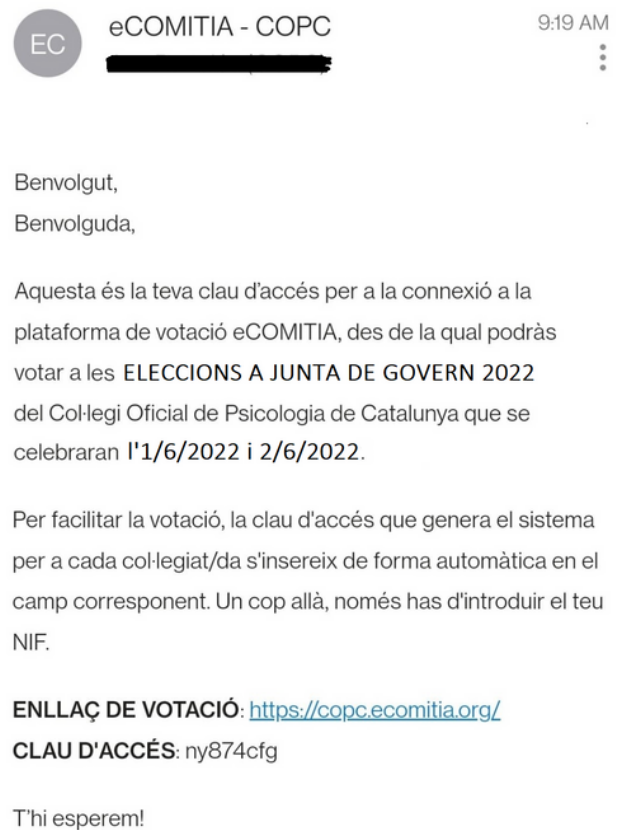 EC
eCOMITIA - COPC
9:19 AM
Benvolgut,
Benvolguda,
Aquesta és la teva clau d'accés per a la connexió a la
plataforma de votació eCOMITIA, des de la qual podràs
votar a les ELECCIONS A JUNTA DE GOVERN 2022
del Col·legi Oficial de Psicologia de Catalunya que se
celebraran l'1/6/2022 i 2/6/2022.
Per facilitar la votació, la clau d'accés que genera el sistema
per a cada col·legiat/da s'insereix de forma automàtica en el
camp corresponent. Un cop allà, només has d'introduir el teu
NIF.
ENLLAÇ DE VOTACIÓ: https://copc.ecomitia.org/
CLAU D'ACCÉS: ny874cfg
T'hi esperem!